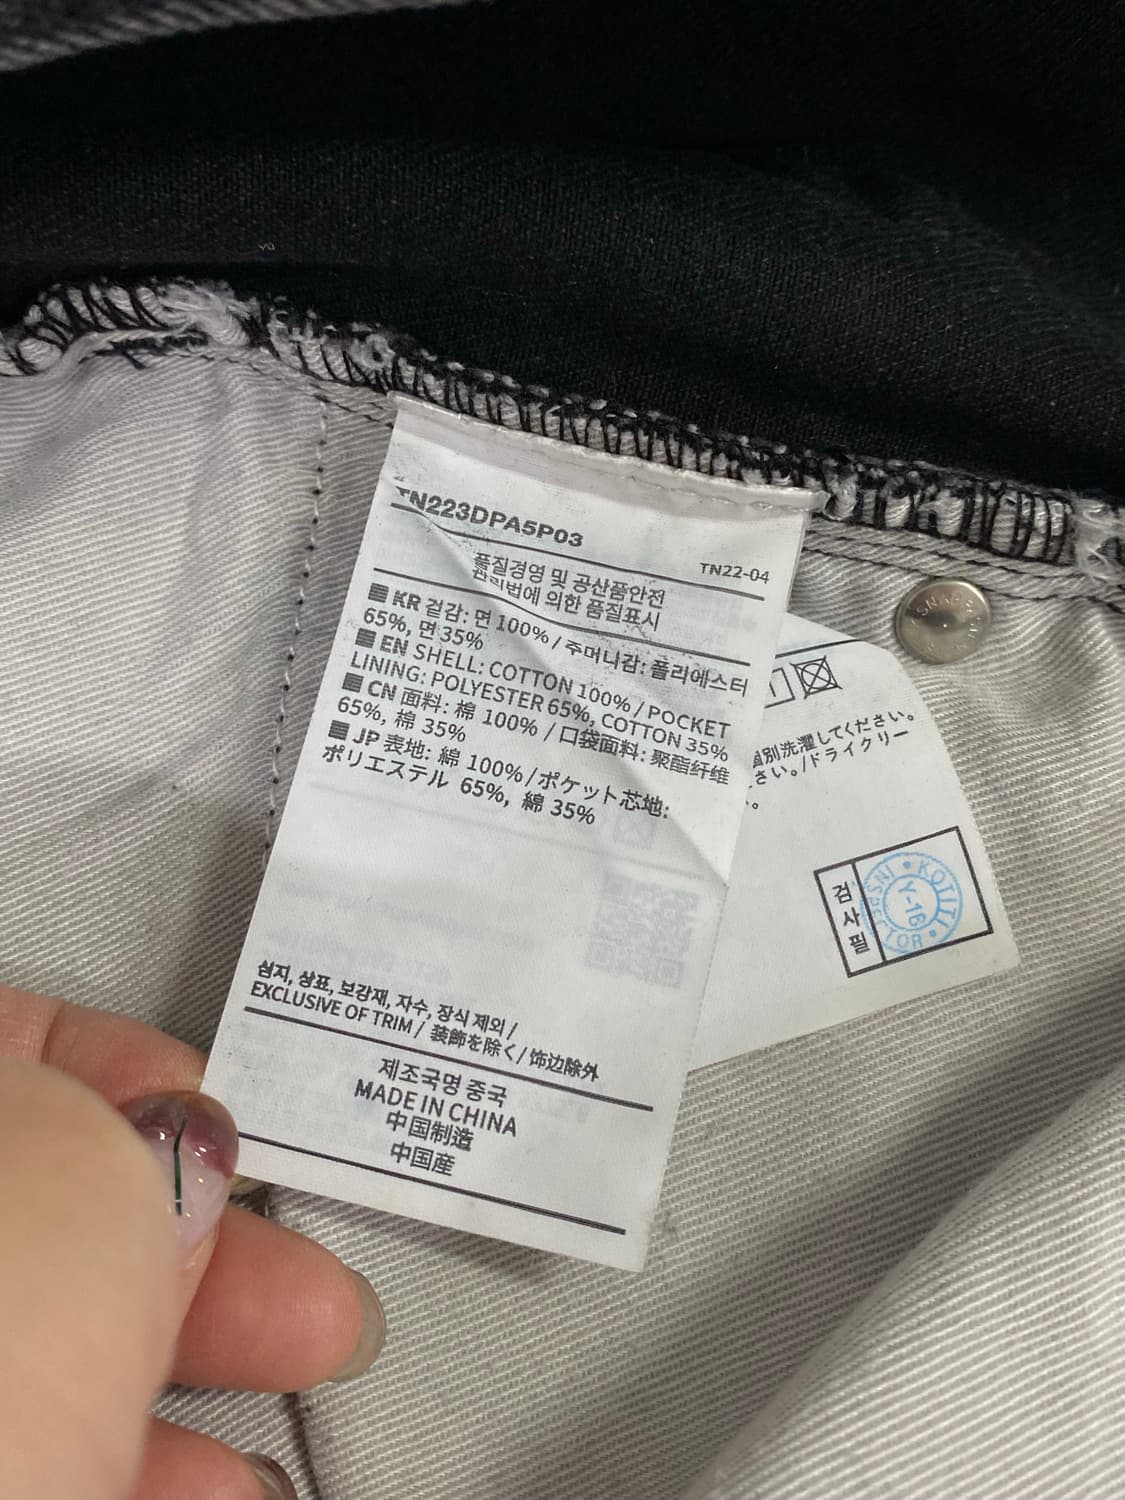 TN223DPA5P03
TN22-04
품질경영 및 공산품안전
관리법에 의한 품질표시
KR 겉감: 면 100% / 주머니감: 폴리에스터
65%, 면 35%
EN SHELL: COTTON 100% / POCKET
LINING: POLYESTER 65%, COTTON 35%
CN 面料: 棉 100% / 口袋面料: 聚酯纤维
65%, 棉 35%
JP 表地: 綿 100% / ポケット芯地:
ポリエステル 65%, 綿 35%
심지, 상표, 보강재, 자수, 장식 제외 /
EXCLUSIVE OF TRIM / 装飾を除く / 饰边除外
제조국명 중국
MADE IN CHINA
中国制造
中国産
別洗濯してください。
さい。/ドライクリー
검사필
KOTITI
INSPECTOR
Y-16